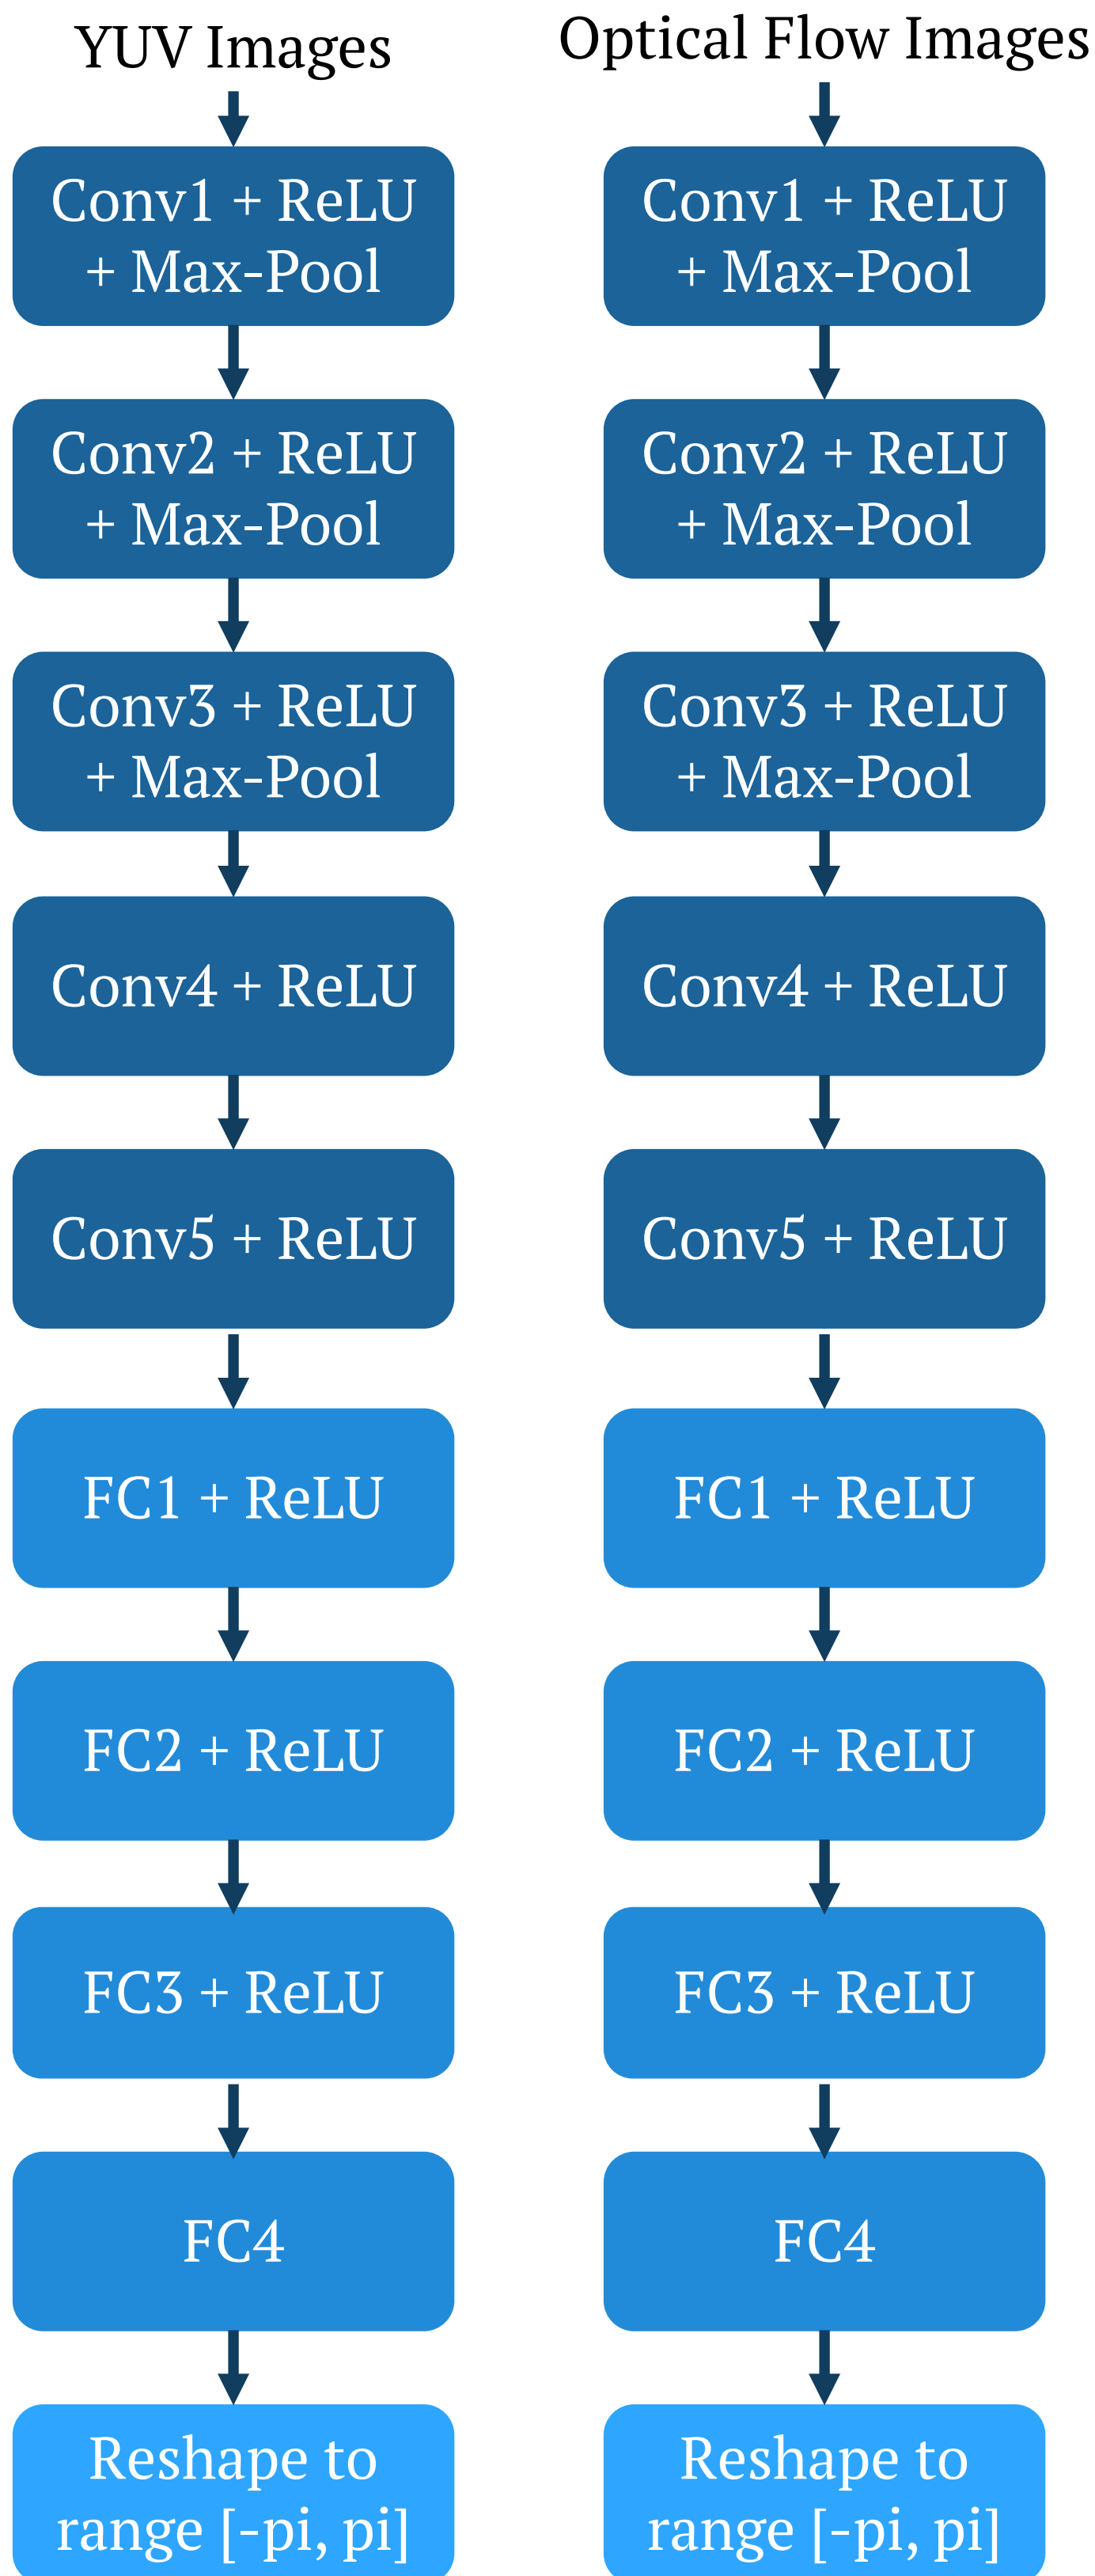 YUV Images
Conv1 + ReLU
+ Max-Pool
Conv2 + ReLU
+ Max-Pool
Conv3 + ReLU
+ Max-Pool
Conv4 + ReLU
Conv5 + ReLU
FC1 + ReLU
FC2 + ReLU
FC3 + ReLU
FC4
Reshape to
range [-pi, pi]
Optical Flow Images
Conv1 + ReLU
+ Max-Pool
Conv2 + ReLU
+ Max-Pool
Conv3 + ReLU
+ Max-Pool
Conv4 + ReLU
Conv5 + ReLU
FC1 + ReLU
FC2 + ReLU
FC3 + ReLU
FC4
Reshape to
range [-pi, pi]